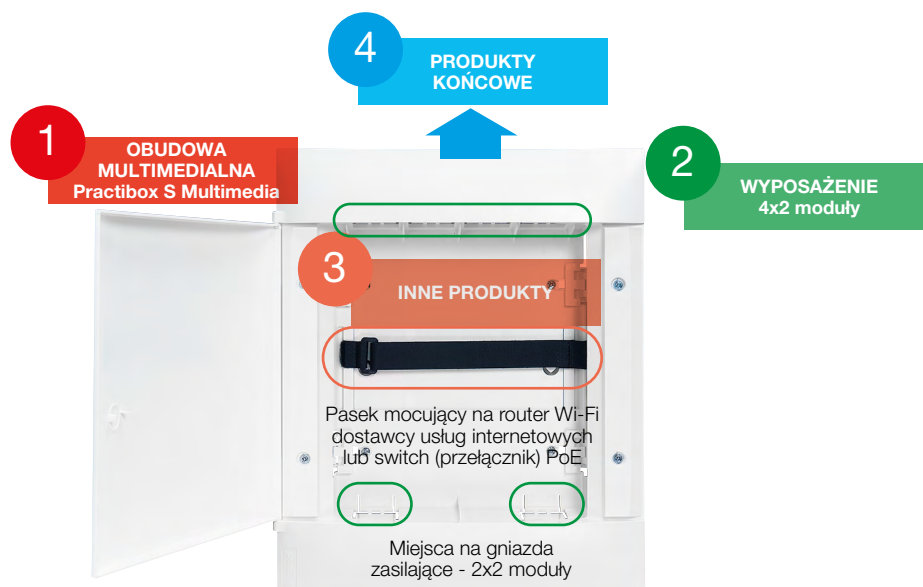 4
PRODUKTY
KOŃCOWE
1
OBUDOWA
MULTIMEDIALNA
Practibox S Multimedia
2
WYPOSAŻENIE
4x2 moduły
3
INNE PRODUKTY
Pasek mocujący na router Wi-Fi
dostawcy usług internetowych
lub switch (przełącznik) PoE
Miejsca na gniazda
zasilające - 2x2 moduły